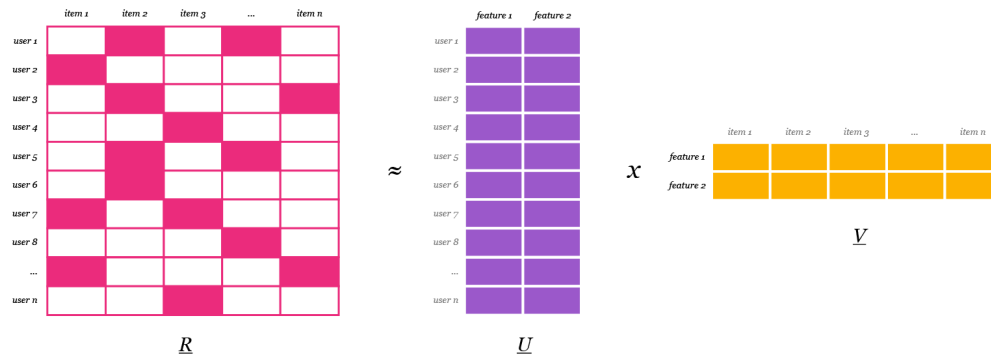 item 1 item 2 item 3 ... item n
user 1
user 2
user 3
user 4
user 5
user 6
user 7
user 8
...
user n
R
≈
feature 1 feature 2
user 1
user 2
user 3
user 4
user 5
user 6
user 7
user 8
...
user n
U
x
item 1 item 2 item 3 ... item n
feature 1
feature 2
V